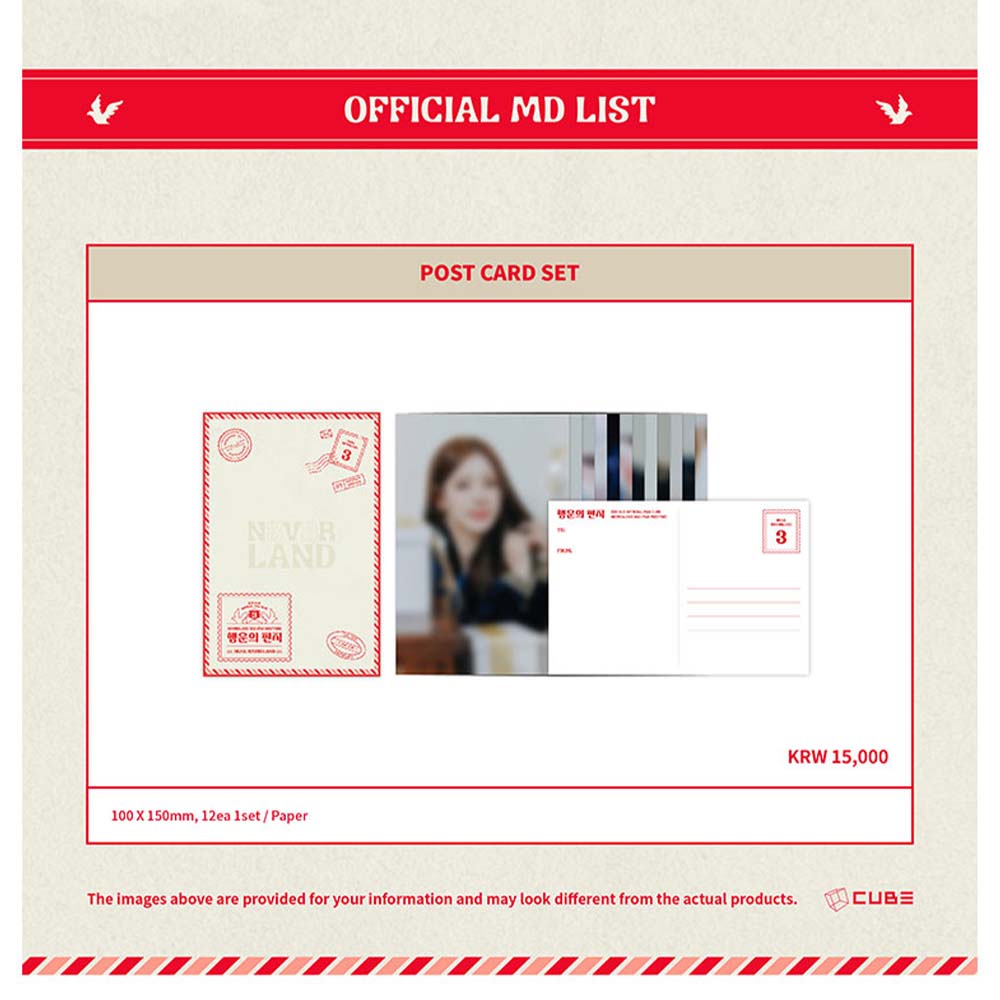 OFFICIAL MD LIST
POST CARD SET
3
NEVER
LAND
행운의 편지
행운의 편지
TO.
FROM.
3
KRW 15,000
100 X 150mm, 12ea 1set / Paper
The images above are provided for your information and may look different from the actual products.
CUBE